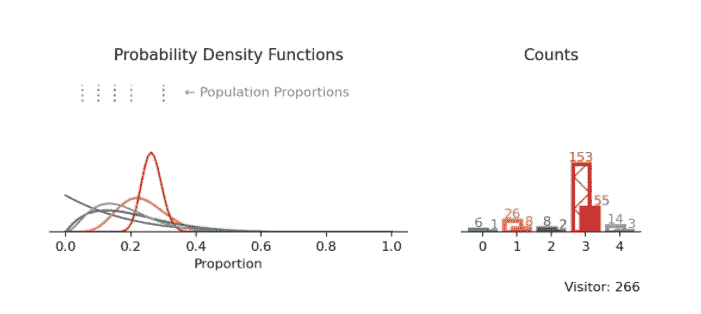 Probability Density Functions
Counts
← Population Proportions
153
55
26
8
6
1
8
2
14
3
0.0 0.2 0.4 0.6 0.8 1.0
0 1 2 3 4
Proportion
Visitor: 266